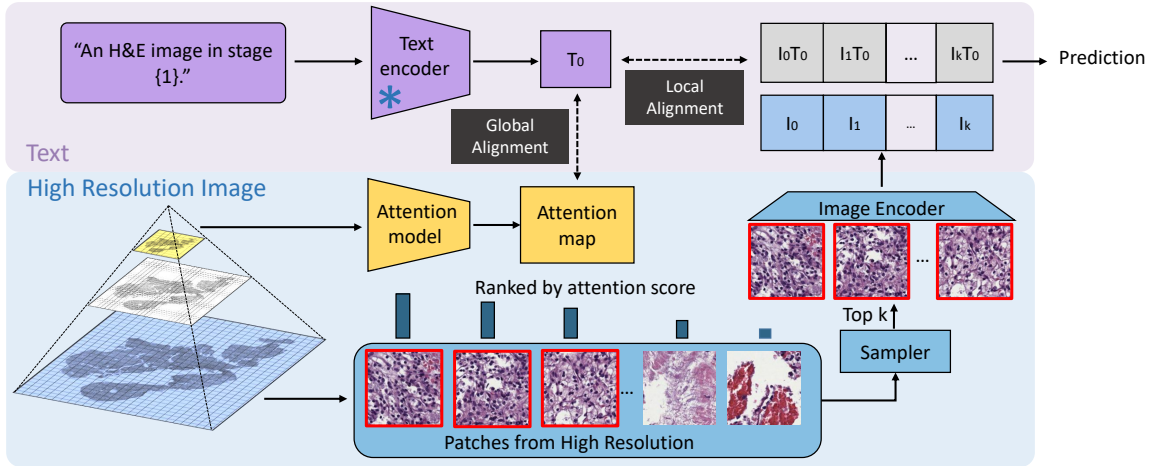 “An H&E image in stage
{1}.”
Text
encoder
*
T₀
Local
Alignment
Global
Alignment
I₀T₀
I₁T₀
...
IₖT₀
Prediction
I₀
I₁
...
Iₖ
Text
High Resolution Image
Attention
model
Attention
map
Image Encoder
...
Ranked by attention score
Top k
Sampler
...
Patches from High Resolution